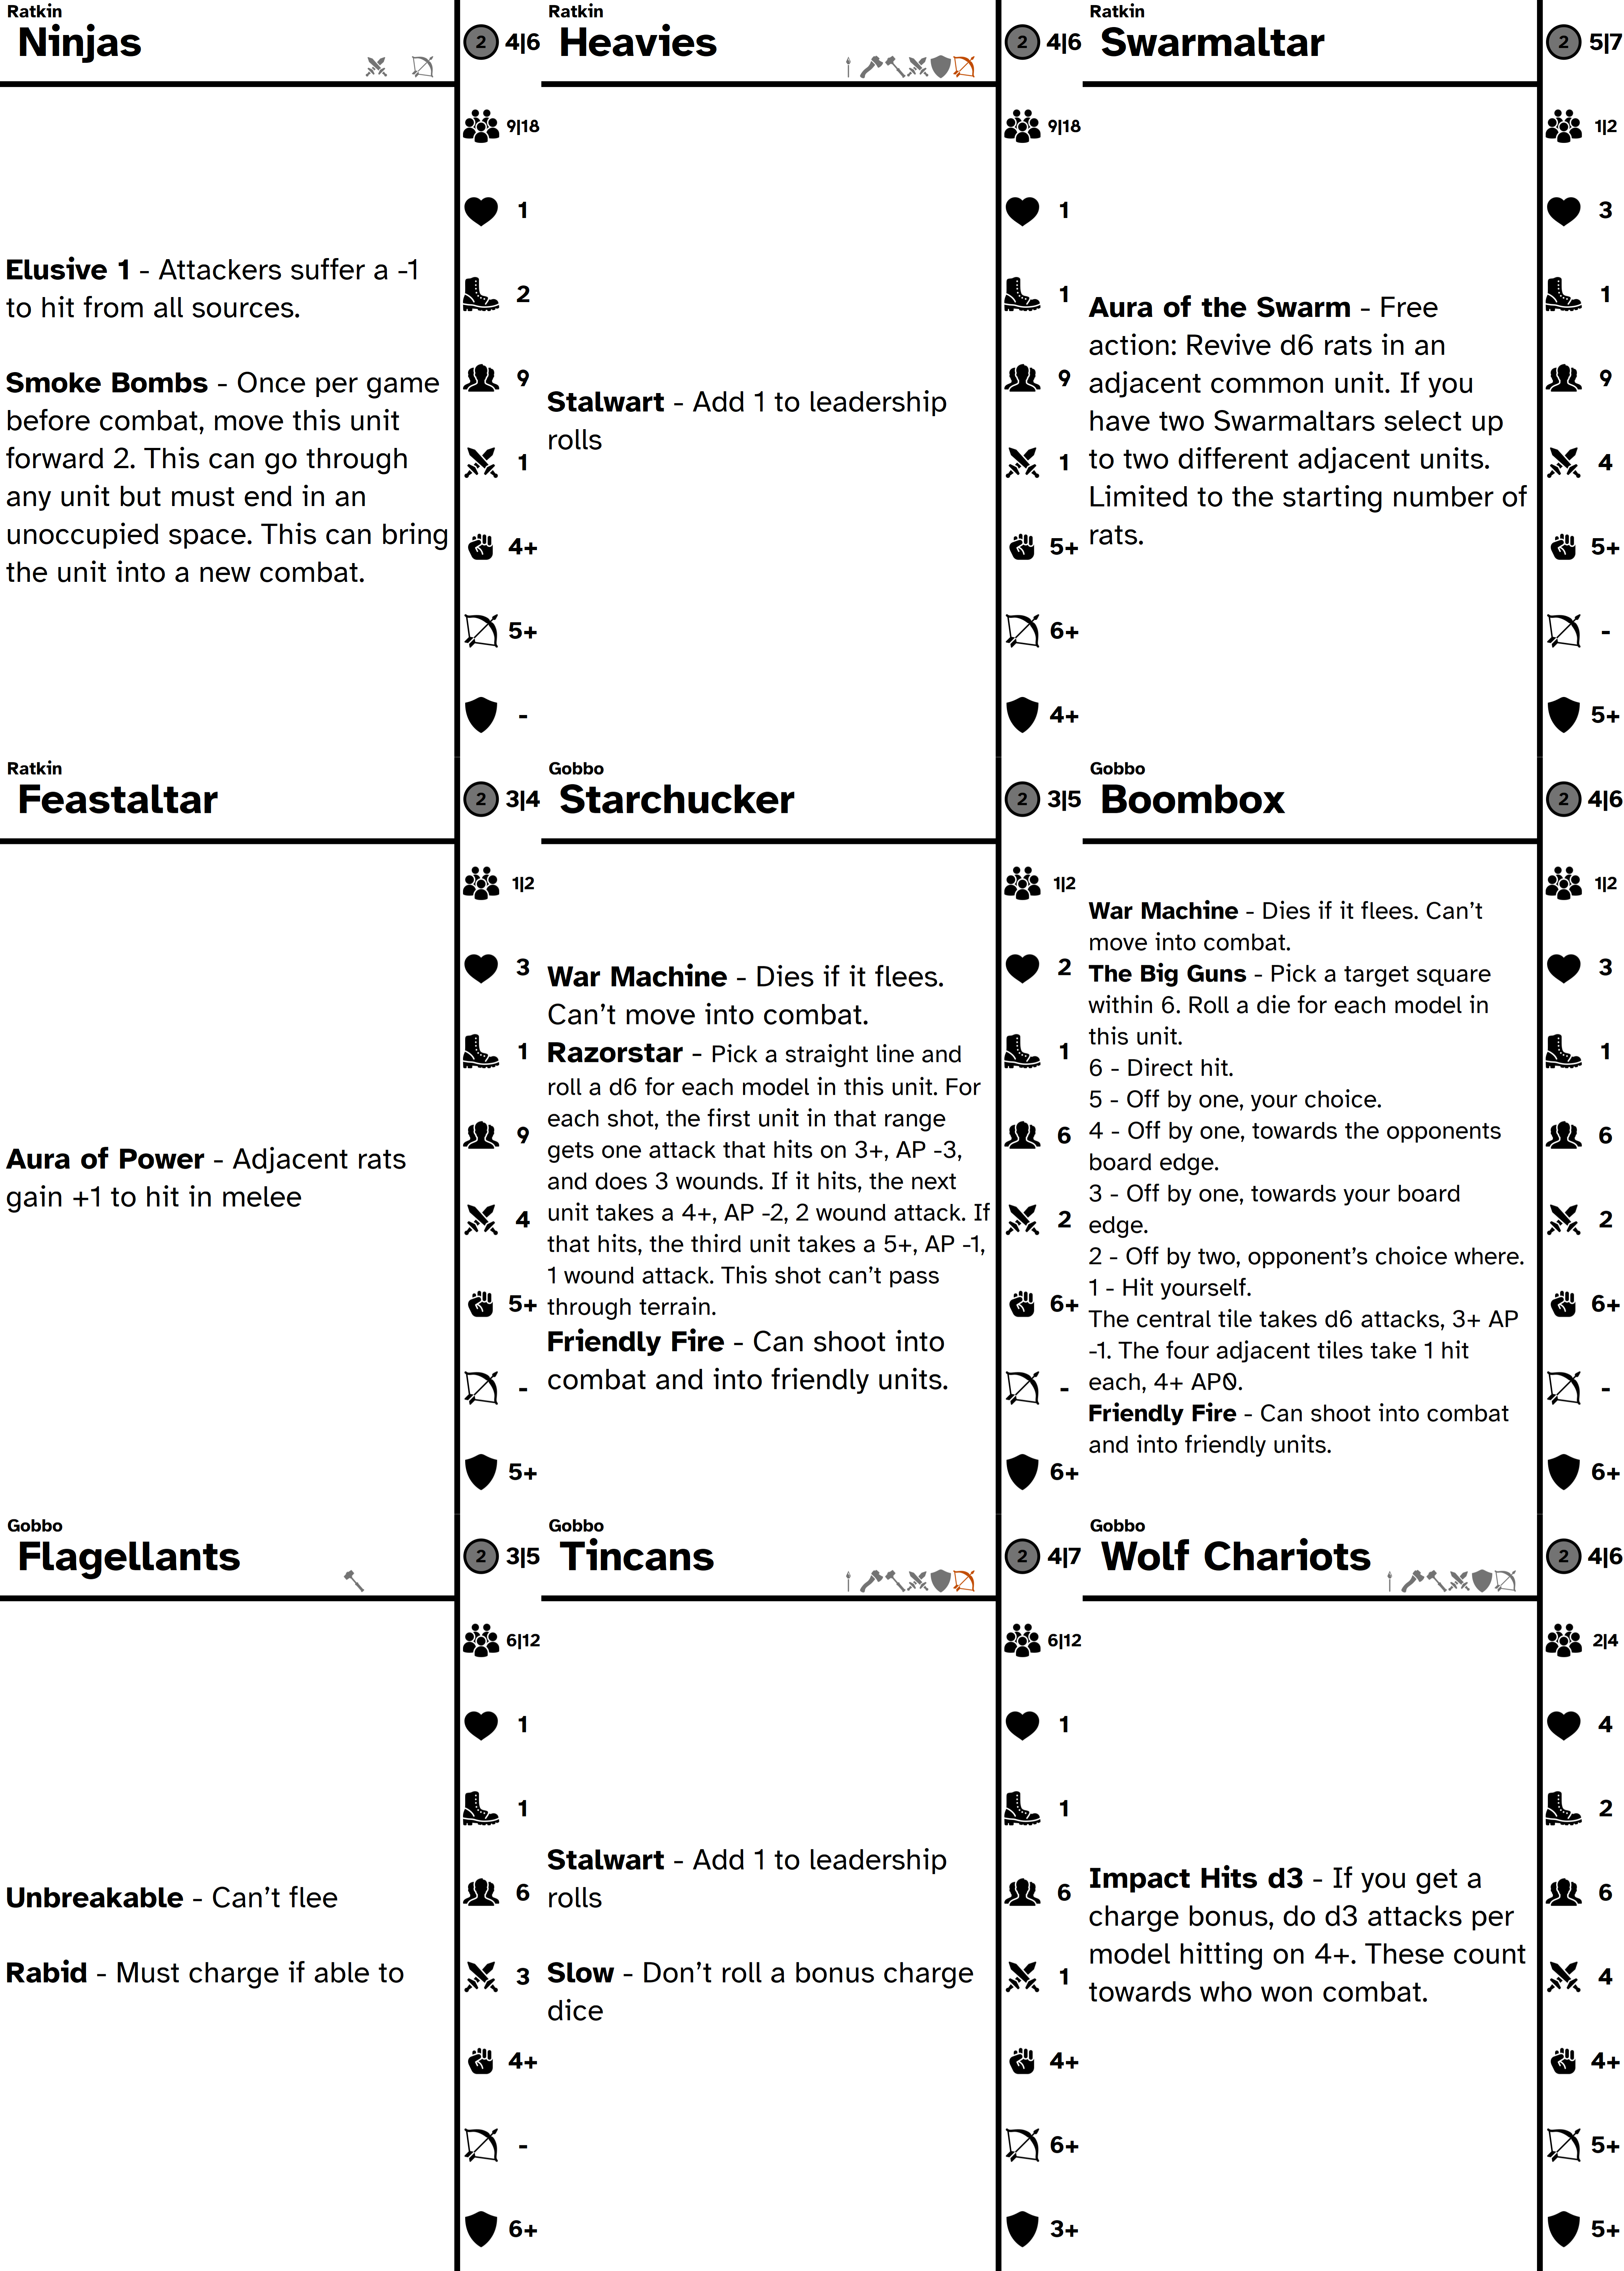 Ratkin
Ninjas
2 4|6
9|18
1
2
9
1
4+
5+
-
Elusive 1 - Attackers suffer a -1
to hit from all sources.
Smoke Bombs - Once per game
before combat, move this unit
forward 2. This can go through
any unit but must end in an
unoccupied space. This can bring
the unit into a new combat.
Ratkin
Heavies
2 4|6
9|18
1
1
9
1
5+
6+
4+
Stalwart - Add 1 to leadership
rolls
Ratkin
Swarmaltar
2 5|7
1|2
3
1
9
4
5+
-
5+
Aura of the Swarm - Free
action: Revive d6 rats in an
adjacent common unit. If you
have two Swarmaltars select up
to two different adjacent units.
Limited to the starting number of
rats.
Ratkin
Feastaltar
2 3|4
1|2
3
1
9
4
5+
-
5+
Aura of Power - Adjacent rats
gain +1 to hit in melee
Gobbo
Starchucker
2 3|5
1|2
2
1
6
2
6+
-
6+
War Machine - Dies if it flees.
Can't move into combat.
Razorstar - Pick a straight line and
roll a d6 for each model in this unit. For
each shot, the first unit in that range
gets one attack that hits on 3+, AP -3,
and does 3 wounds. If it hits, the next
unit takes a 4+, AP -2, 2 wound attack. If
that hits, the third unit takes a 5+, AP -1,
1 wound attack. This shot can't pass
through terrain.
Friendly Fire - Can shoot into
combat and into friendly units.
Gobbo
Boombox
2 4|6
1|2
3
1
6
2
6+
-
6+
War Machine - Dies if it flees. Can't
move into combat.
The Big Guns - Pick a target square
within 6. Roll a die for each model in
this unit.
6 - Direct hit.
5 - Off by one, your choice.
4 - Off by one, towards the opponents
board edge.
3 - Off by one, towards your board
edge.
2 - Off by two, opponent's choice where.
1 - Hit yourself.
The central tile takes d6 attacks, 3+ AP
-1. The four adjacent tiles take 1 hit
each, 4+ AP0.
Friendly Fire - Can shoot into combat
and into friendly units.
Gobbo
Flagellants
2 3|5
6|12
1
1
6
3
4+
-
6+
Unbreakable - Can't flee
Rabid - Must charge if able to
Gobbo
Tincans
2 4|7
6|12
1
1
6
1
4+
6+
3+
Stalwart - Add 1 to leadership
rolls
Slow - Don't roll a bonus charge
dice
Gobbo
Wolf Chariots
2 4|6
2|4
4
2
6
4
4+
5+
5+
Impact Hits d3 - If you get a
charge bonus, do d3 attacks per
model hitting on 4+. These count
towards who won combat.